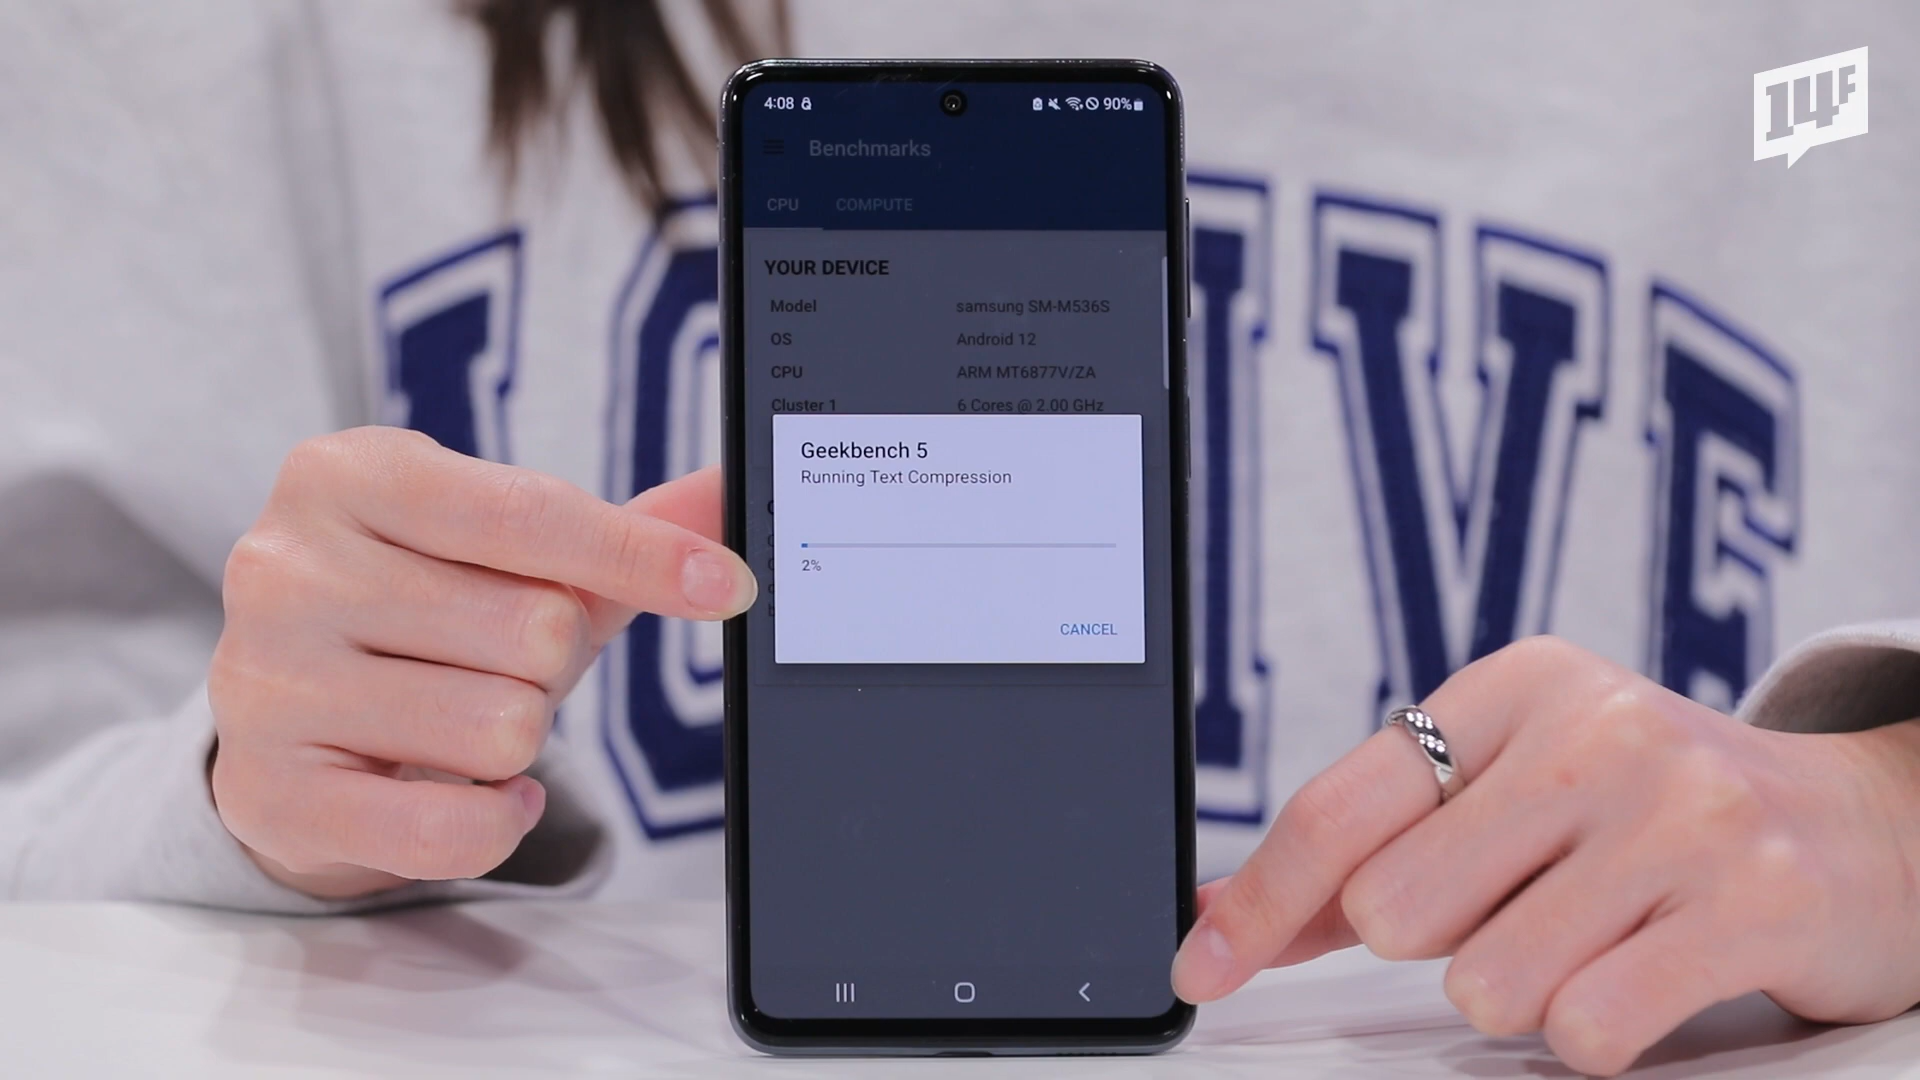 14F
4:08
90%
Benchmarks
CPU COMPUTE
YOUR DEVICE
Model samsung SM-M536S
OS Android 12
CPU ARM MT6877V/ZA
Cluster 1 6 Cores @ 2.00 GHz
Geekbench 5
Running Text Compression
2%
CANCEL